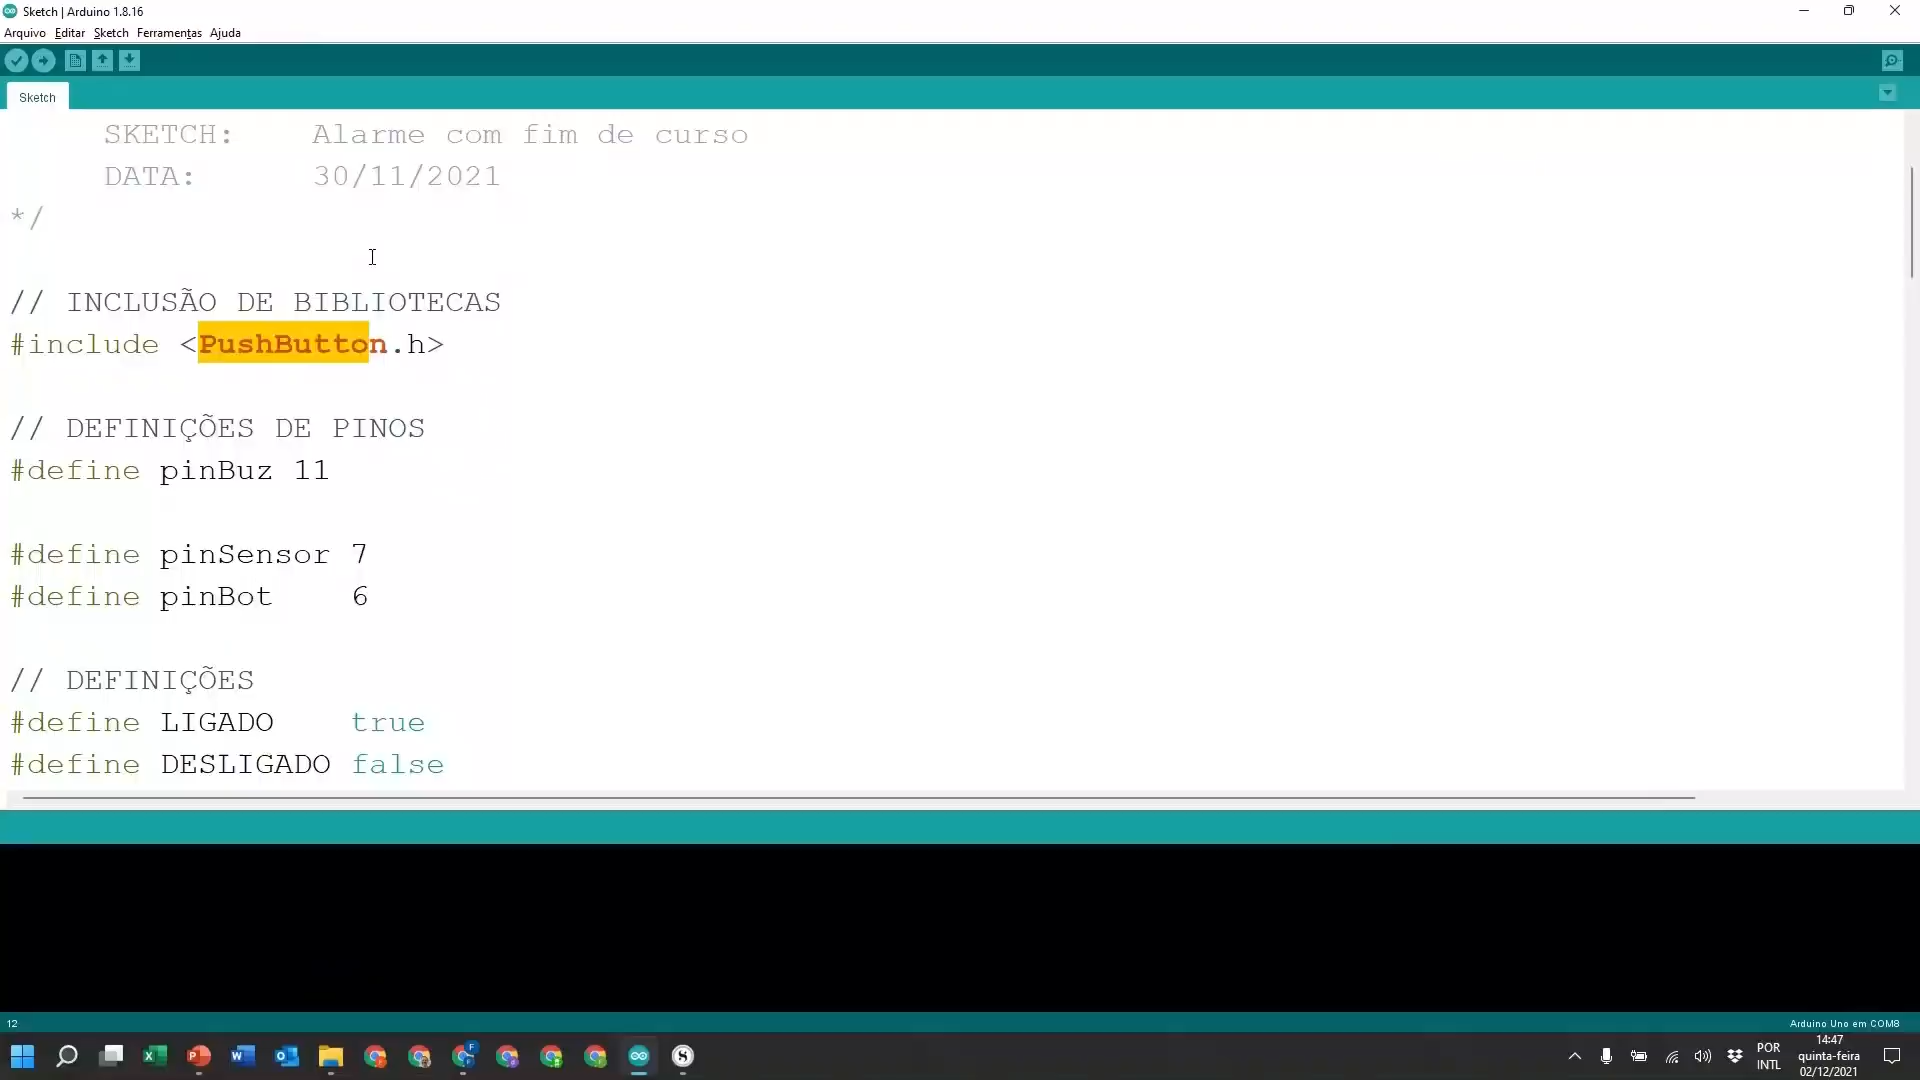 Sketch | Arduino 1.8.16
Arquivo Editar Sketch Ferramentas Ajuda
Sketch
SKETCH: Alarme com fim de curso
DATA: 30/11/2021
*/
// INCLUSÃO DE BIBLIOTECAS
#include <PushButton.h>
// DEFINIÇÕES DE PINOS
#define pinBuz 11
#define pinSensor 7
#define pinBot 6
// DEFINIÇÕES
#define LIGADO true
#define DESLIGADO false
12
Arduino Uno em COM8
POR
INTL
14:47
quinta-feira
02/12/2021